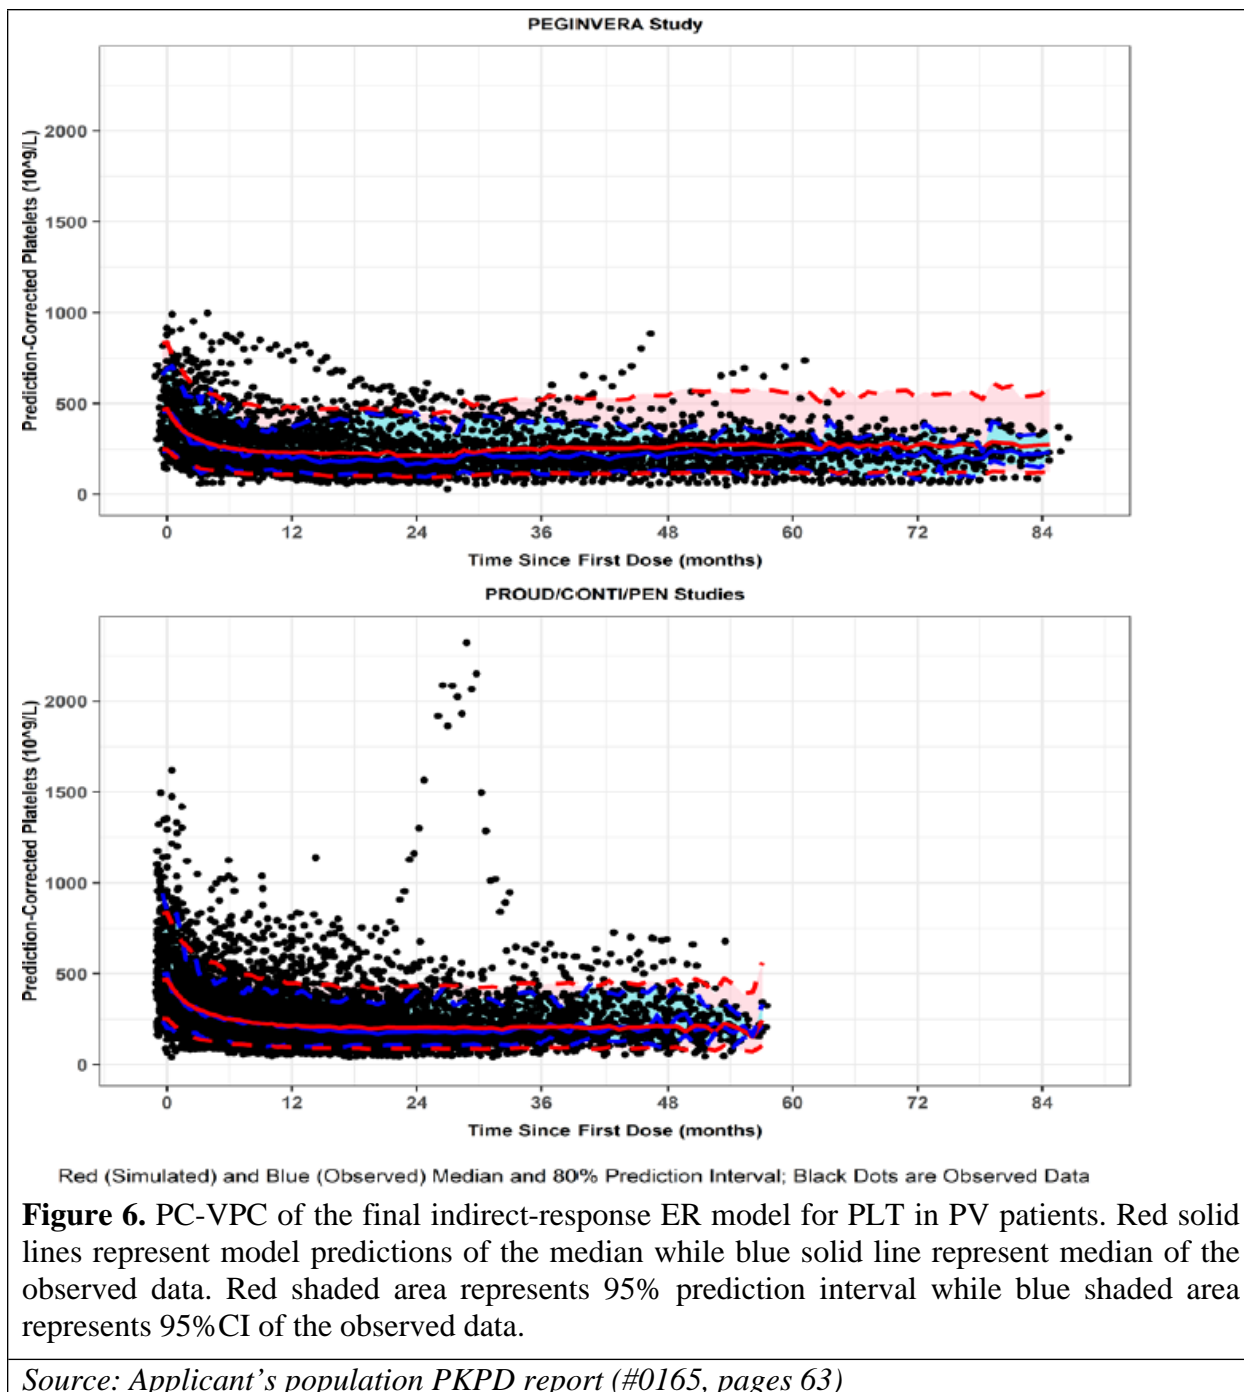 PEGINVERA Study
Prediction-Corrected Platelets (10^9/L)
2000
1500
1000
500
0
0 12 24 36 48 60 72 84
Time Since First Dose (months)
PROUD/CONTI/PEN Studies
Prediction-Corrected Platelets (10^9/L)
2000
1500
1000
500
0
0 12 24 36 48 60 72 84
Time Since First Dose (months)
Red (Simulated) and Blue (Observed) Median and 80% Prediction Interval; Black Dots are Observed Data
Figure 6. PC-VPC of the final indirect-response ER model for PLT in PV patients. Red solid
lines represent model predictions of the median while blue solid line represent median of the
observed data. Red shaded area represents 95% prediction interval while blue shaded area
represents 95%CI of the observed data.
Source: Applicant's population PKPD report (#0165, pages 63)